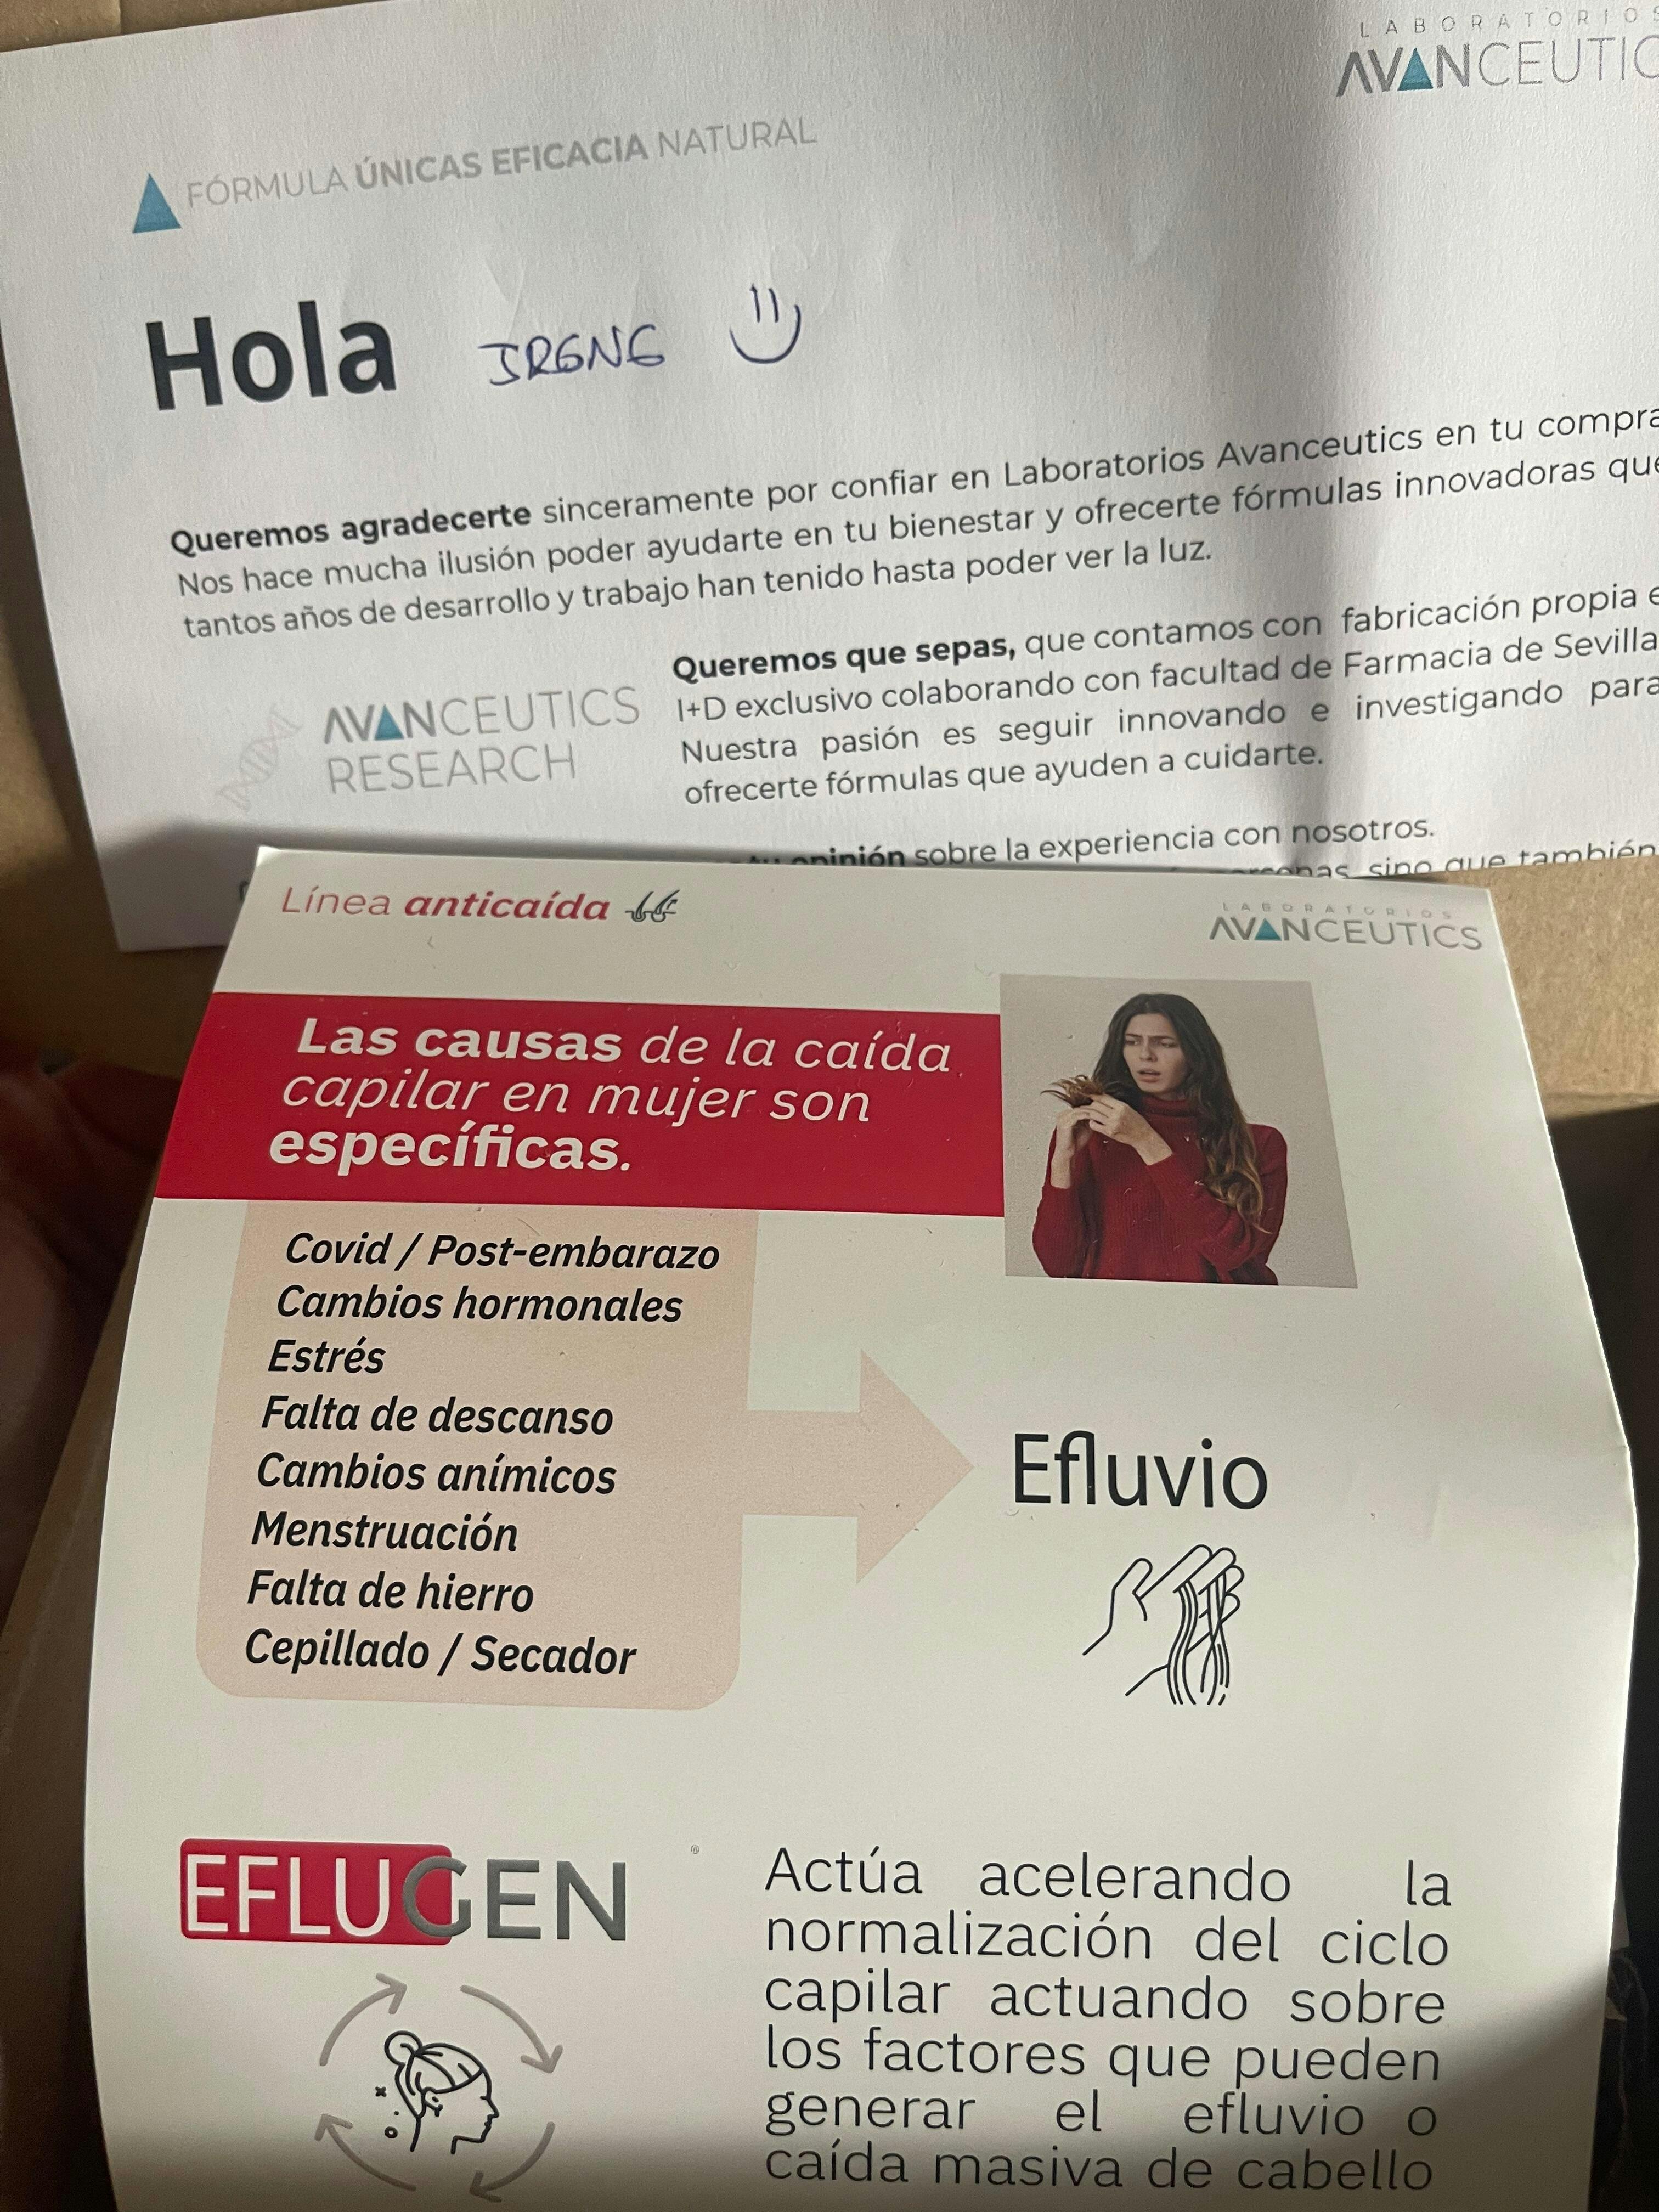 LABORATORIOS
AVANCEUTIC
FÓRMULA ÚNICAS EFICACIA NATURAL
Hola IRENE
Queremos agradecerte sinceramente por confiar en Laboratorios Avanceutics en tu compra
Nos hace mucha ilusión poder ayudarte en tu bienestar y ofrecerte fórmulas innovadoras que
tantos años de desarrollo y trabajo han tenido hasta poder ver la luz.
Queremos que sepas, que contamos con fabricación propia e
I+D exclusivo colaborando con facultad de Farmacia de Sevilla
Nuestra pasión es seguir innovando e investigando para
ofrecerte fórmulas que ayuden a cuidarte.
AVANCEUTICS
RESEARCH
tu opinión sobre la experiencia con nosotros.
sino que también
Línea anticaída
LABORATORIOS
AVANCEUTICS
Las causas de la caída
capilar en mujer son
específicas.
Covid / Post-embarazo
Cambios hormonales
Estrés
Falta de descanso
Cambios anímicos
Menstruación
Falta de hierro
Cepillado / Secador
Efluvio
EFLUGEN®
Actúa acelerando la
normalización del ciclo
capilar actuando sobre
los factores que pueden
generar el efluvio o
caída masiva de cabello